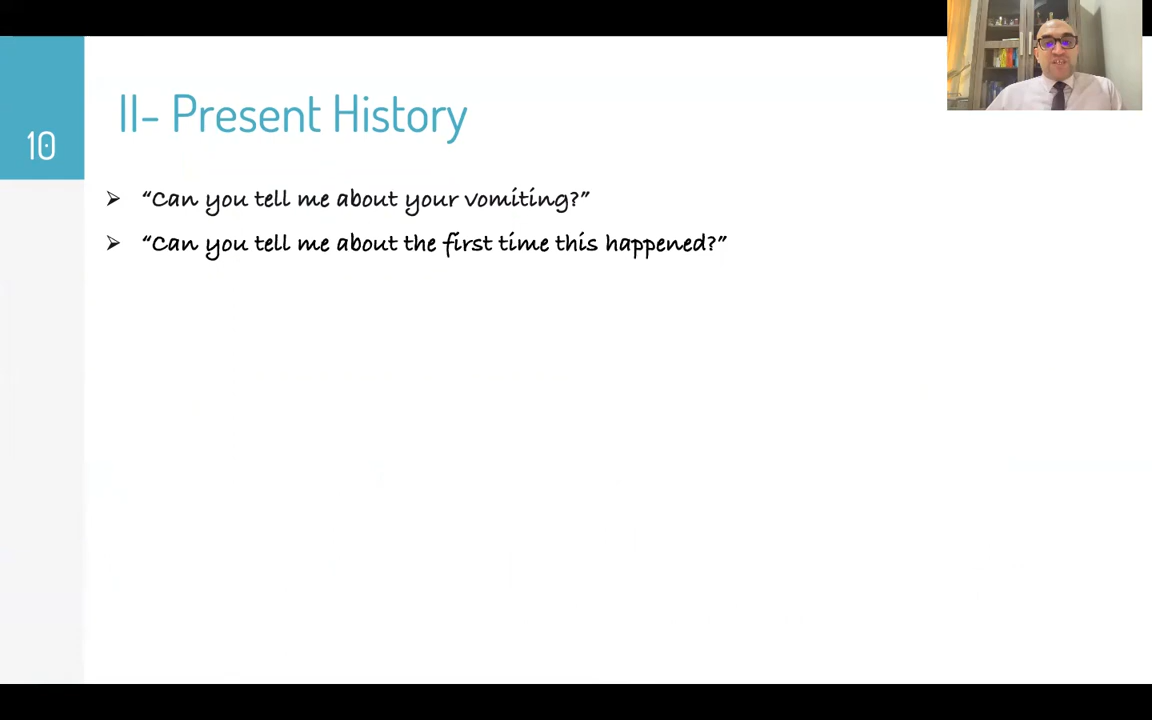 II- Present History
10
➢ “Can you tell me about your vomiting?”
➢ “Can you tell me about the first time this happened?”